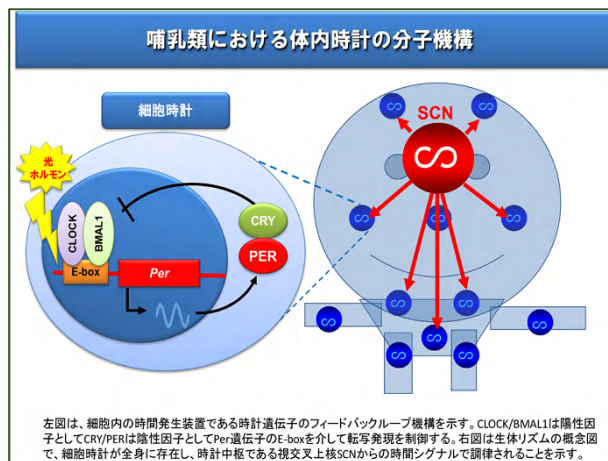 哺乳類における体内時計の分子機構
細胞時計
光
ホルモン
CLOCK
BMAL1
E-box
Per
CRY
PER
SCN
左図は、細胞内の時間発生装置である時計遺伝子のフィードバックループ機構を示す。CLOCK/BMAL1は陽性因
子としてCRY/PERは陰性因子としてPer遺伝子のE-boxを介して転写発現を制御する。右図は生体リズムの概念図
で、細胞時計が全身に存在し、時計中枢である視交叉上核SCNからの時間シグナルで調律されることを示す。